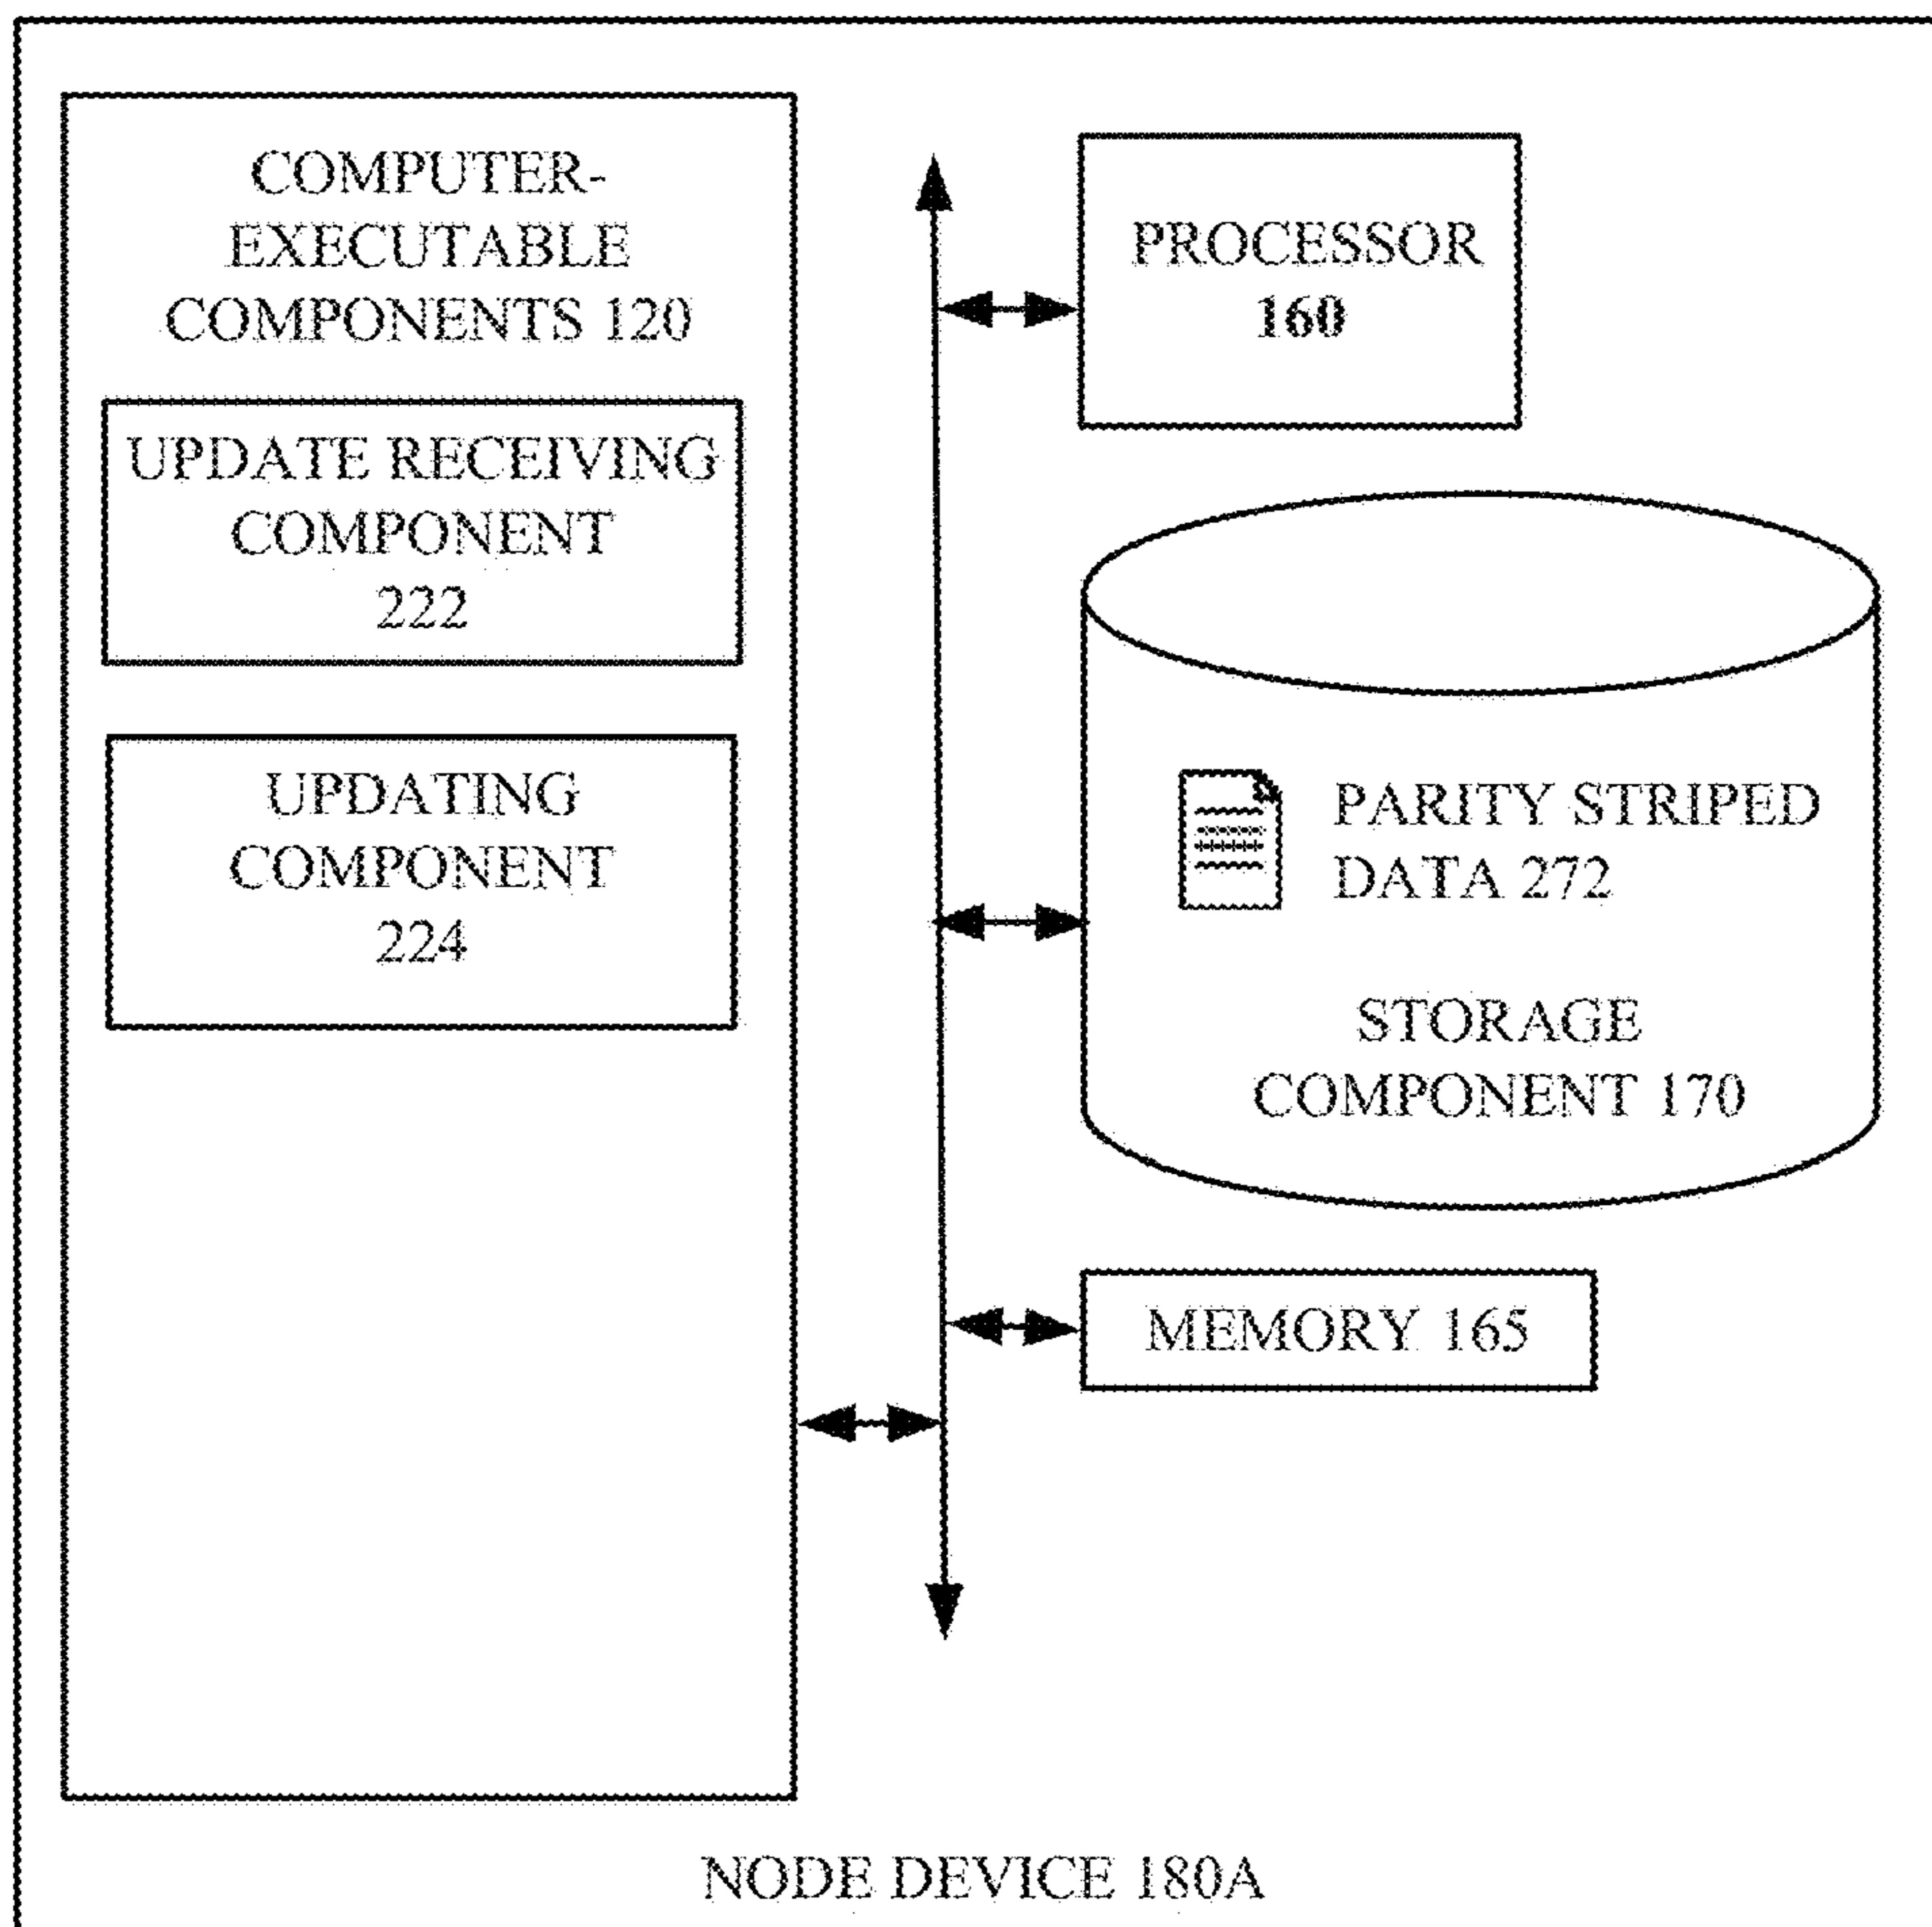 COMPUTER-
EXECUTABLE
COMPONENTS 120
UPDATE RECEIVING
COMPONENT
222
UPDATING
COMPONENT
224
PROCESSOR
160
PARITY STRIPED
DATA 272
STORAGE
COMPONENT 170
MEMORY 165
NODE DEVICE 180A